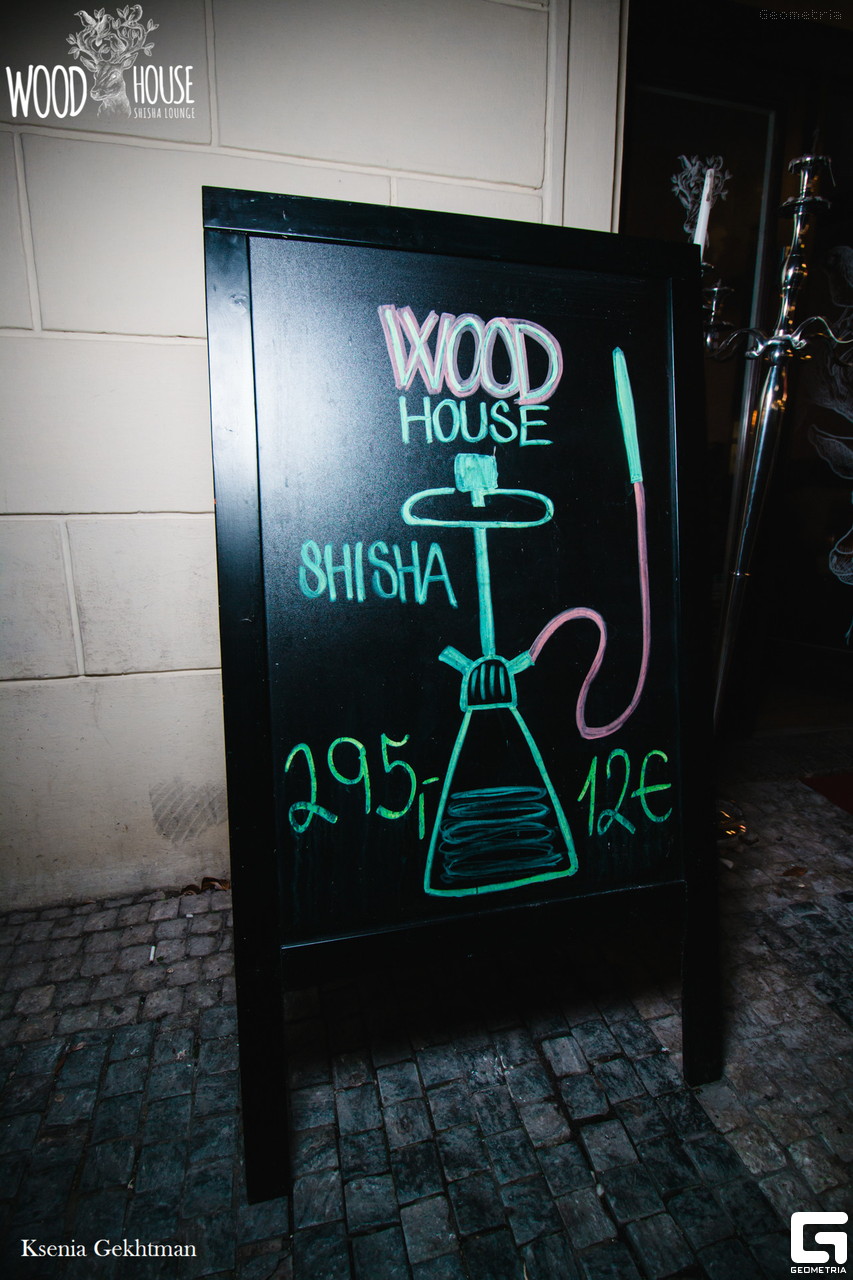 Geometria
WOOD HOUSE
SHISHA LOUNGE
WOOD
HOUSE
SHISHA
295,-
12€
Ksenia Gekhtman
GEOMETRIA